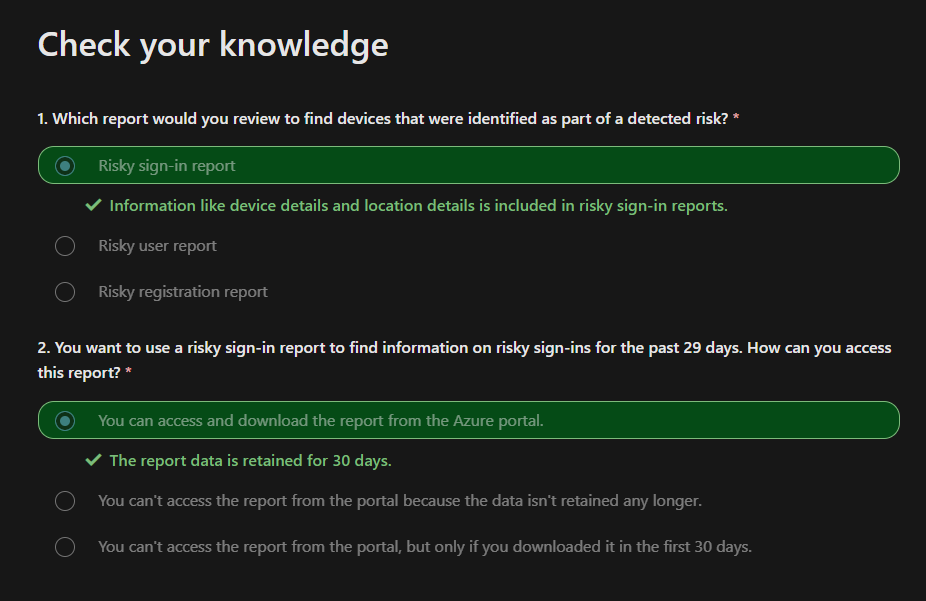 Check your knowledge
1. Which report would you review to find devices that were identified as part of a detected risk? *
Risky sign-in report
Information like device details and location details is included in risky sign-in reports.
Risky user report
Risky registration report
2. You want to use a risky sign-in report to find information on risky sign-ins for the past 29 days. How can you access
this report? *
You can access and download the report from the Azure portal.
The report data is retained for 30 days.
You can't access the report from the portal because the data isn't retained any longer.
You can't access the report from the portal, but only if you downloaded it in the first 30 days.